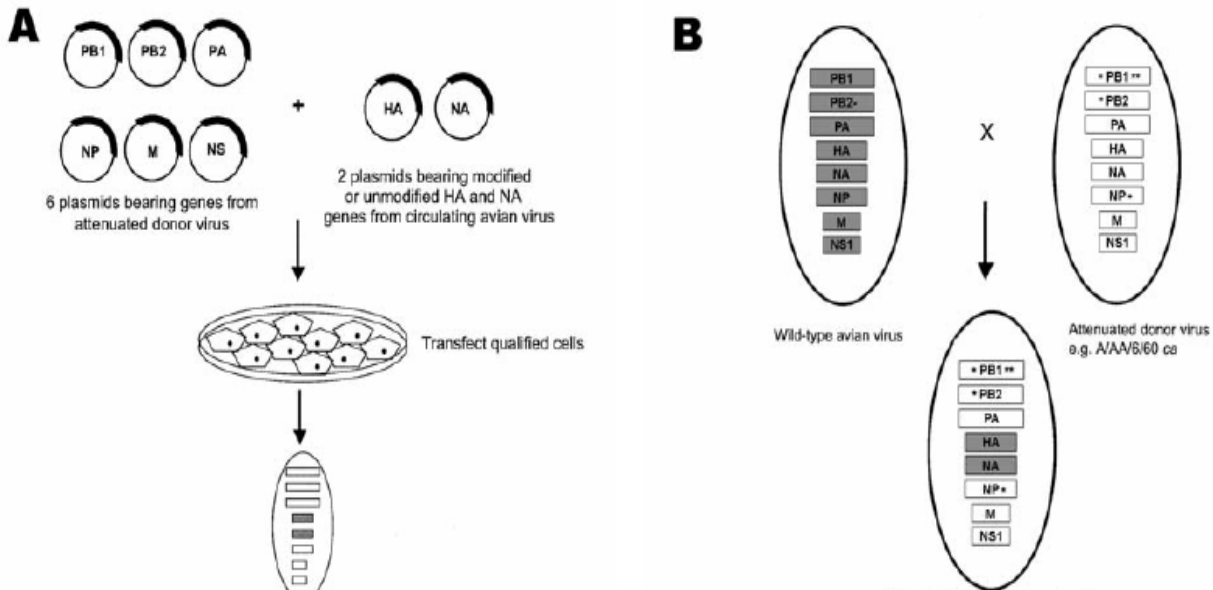 A
PB1 PB2 PA
+
HA NA
NP M NS
6 plasmids bearing genes from
attenuated donor virus
2 plasmids bearing modified
or unmodified HA and NA
genes from circulating avian virus
Transfect qualified cells
B
PB1
PB2*
PA
HA
NA
NP
M
NS1
Wild-type avian virus
X
*PB1**
*PB2
PA
HA
NA
NP*
M
NS1
Attenuated donor virus
e.g. A/AA/6/60 ca
*PB1**
*PB2
PA
HA
NA
NP*
M
NS1